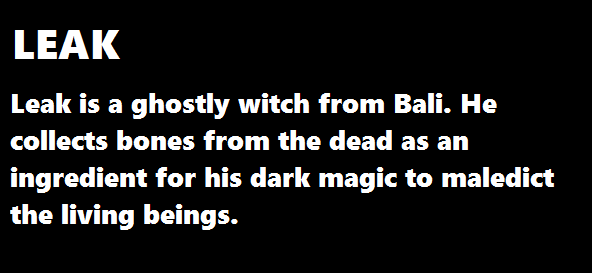 LEAK
Leak is a ghostly witch from Bali. He
collects bones from the dead as an
ingredient for his dark magic to maledict
the living beings.